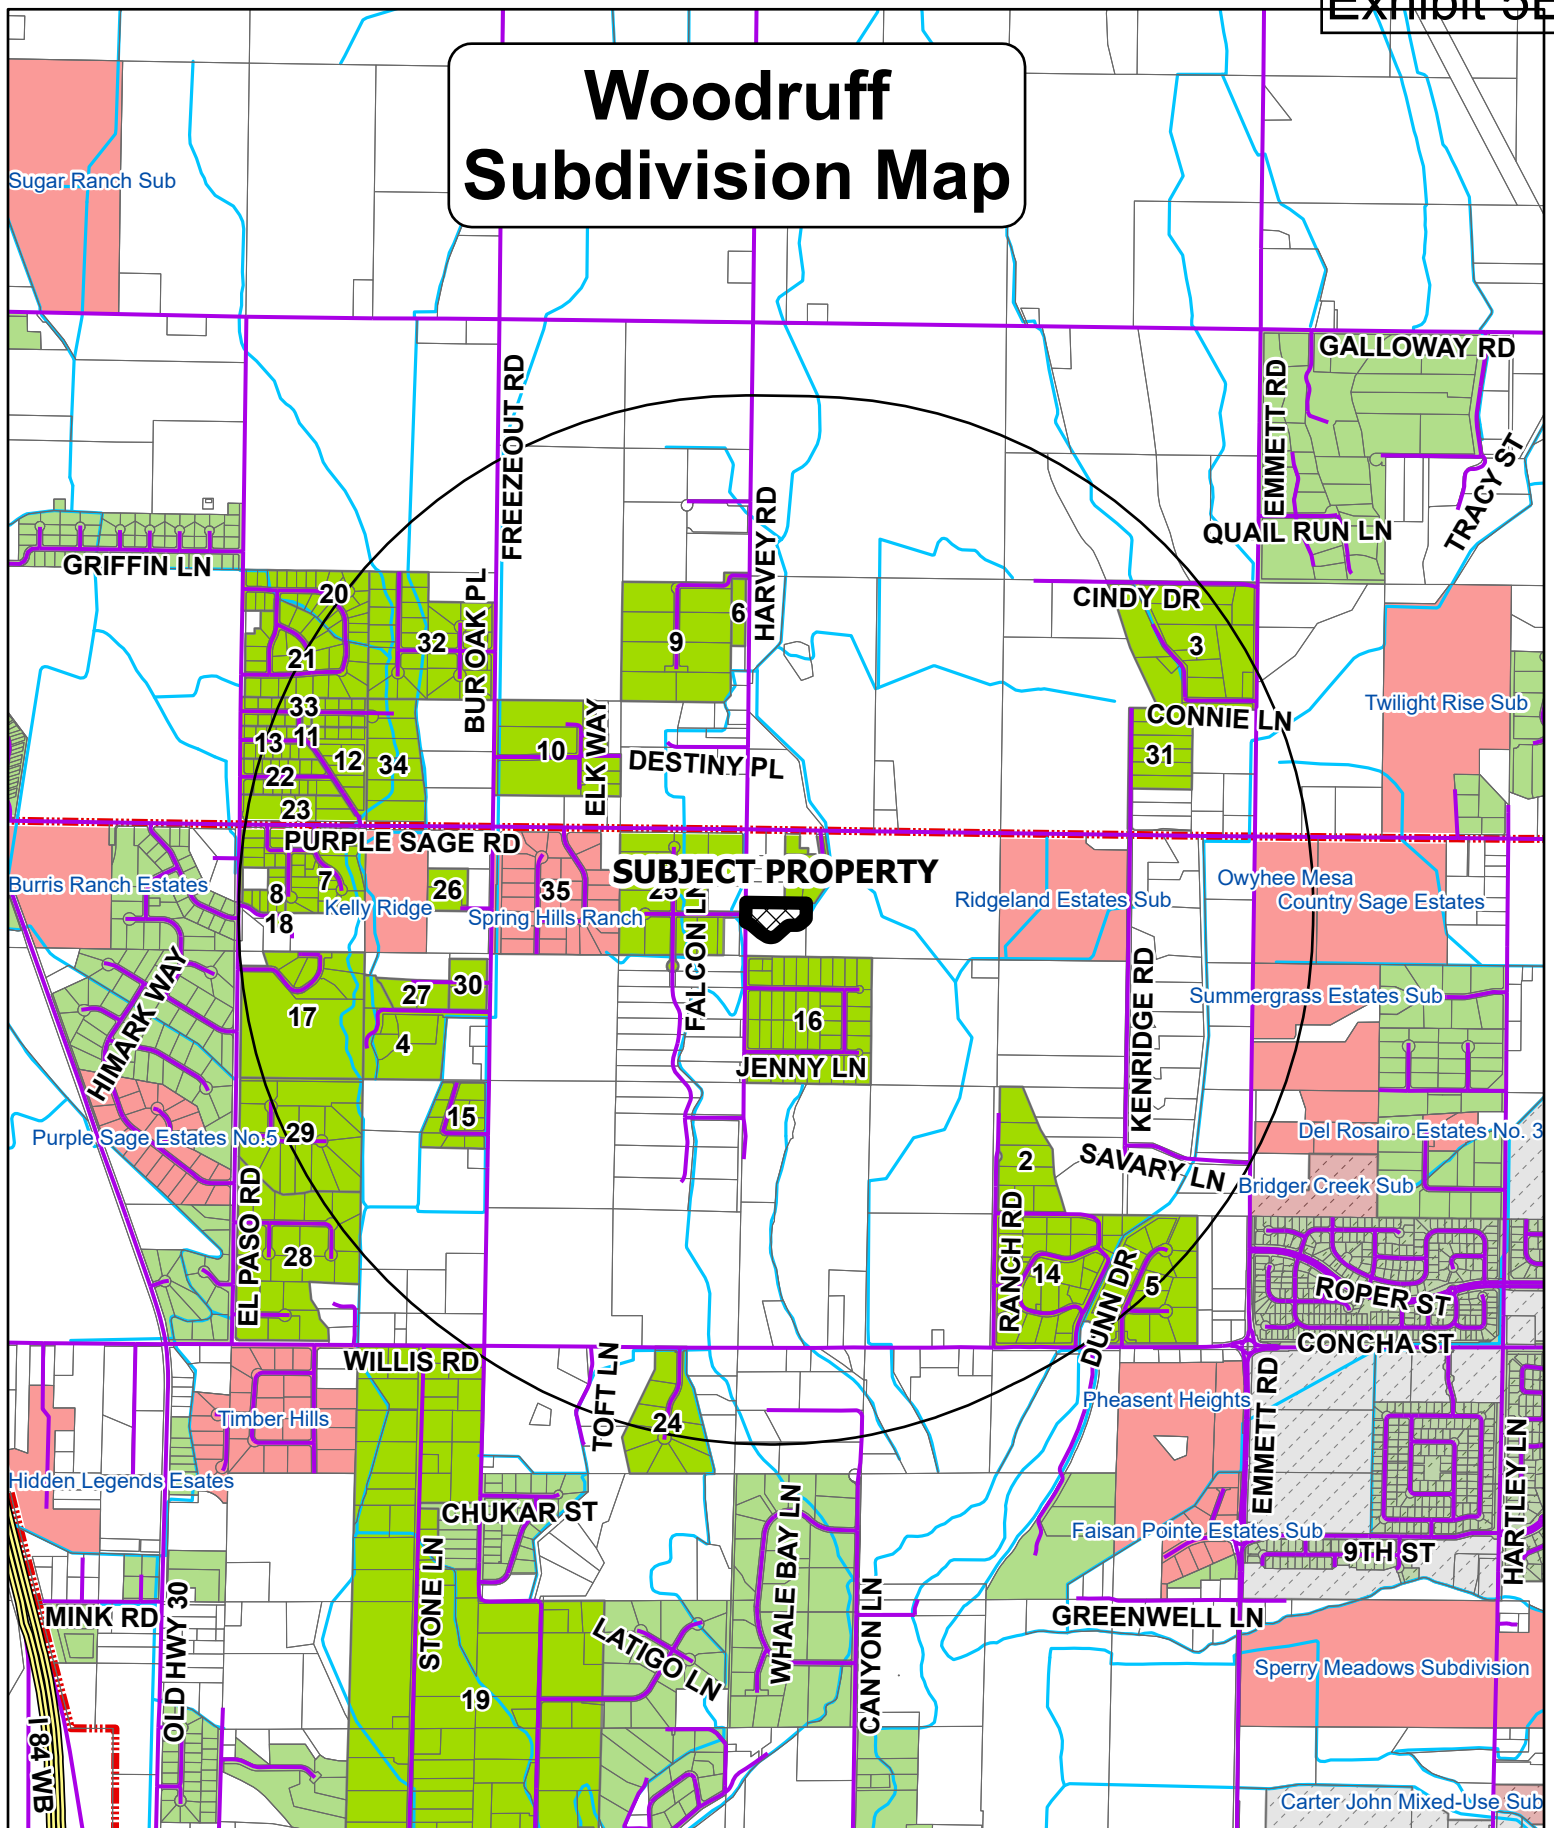 Exhibit 5E
Woodruff
Subdivision Map
Sugar Ranch Sub
GALLOWAY RD
EMMETT RD
FREEZEOUT RD
TRACY ST
HARVEY RD
QUAIL RUN LN
GRIFFIN LN
20
CINDY DR
6
32
9
3
21
BUR OAK PL
33
Twilight Rise Sub
CONNIE LN
13
11
10
ELK WAY
31
12
34
DESTINY PL
22
23
PURPLE SAGE RD
SUBJECT PROPERTY
Burris Ranch Estates
8
7
26
35
25
Owyhee Mesa
Kelly Ridge
Spring Hills Ranch
Ridgeland Estates Sub
Country Sage Estates
18
FALCON LN
HIMARK WAY
30
27
Summergrass Estates Sub
17
16
4
KENRIDGE RD
JENNY LN
15
Purple Sage Estates No.5
29
Del Rosairo Estates No. 3
2
SAVARY LN
Bridger Creek Sub
EL PASO RD
RANCH RD
28
14
5
DUNN DR
ROPER ST
CONCHA ST
WILLIS RD
TOFT LN
Pheasent Heights
EMMETT RD
Timber Hills
24
HARTLEY LN
Hidden Legends Esates
CHUKAR ST
WHALE BAY LN
Faisan Pointe Estates Sub
9TH ST
STONE LN
MINK RD
OLD HWY 30
LATIGO LN
CANYON LN
GREENWELL LN
Sperry Meadows Subdivision
19
I 84 WB
Carter John Mixed-Use Sub